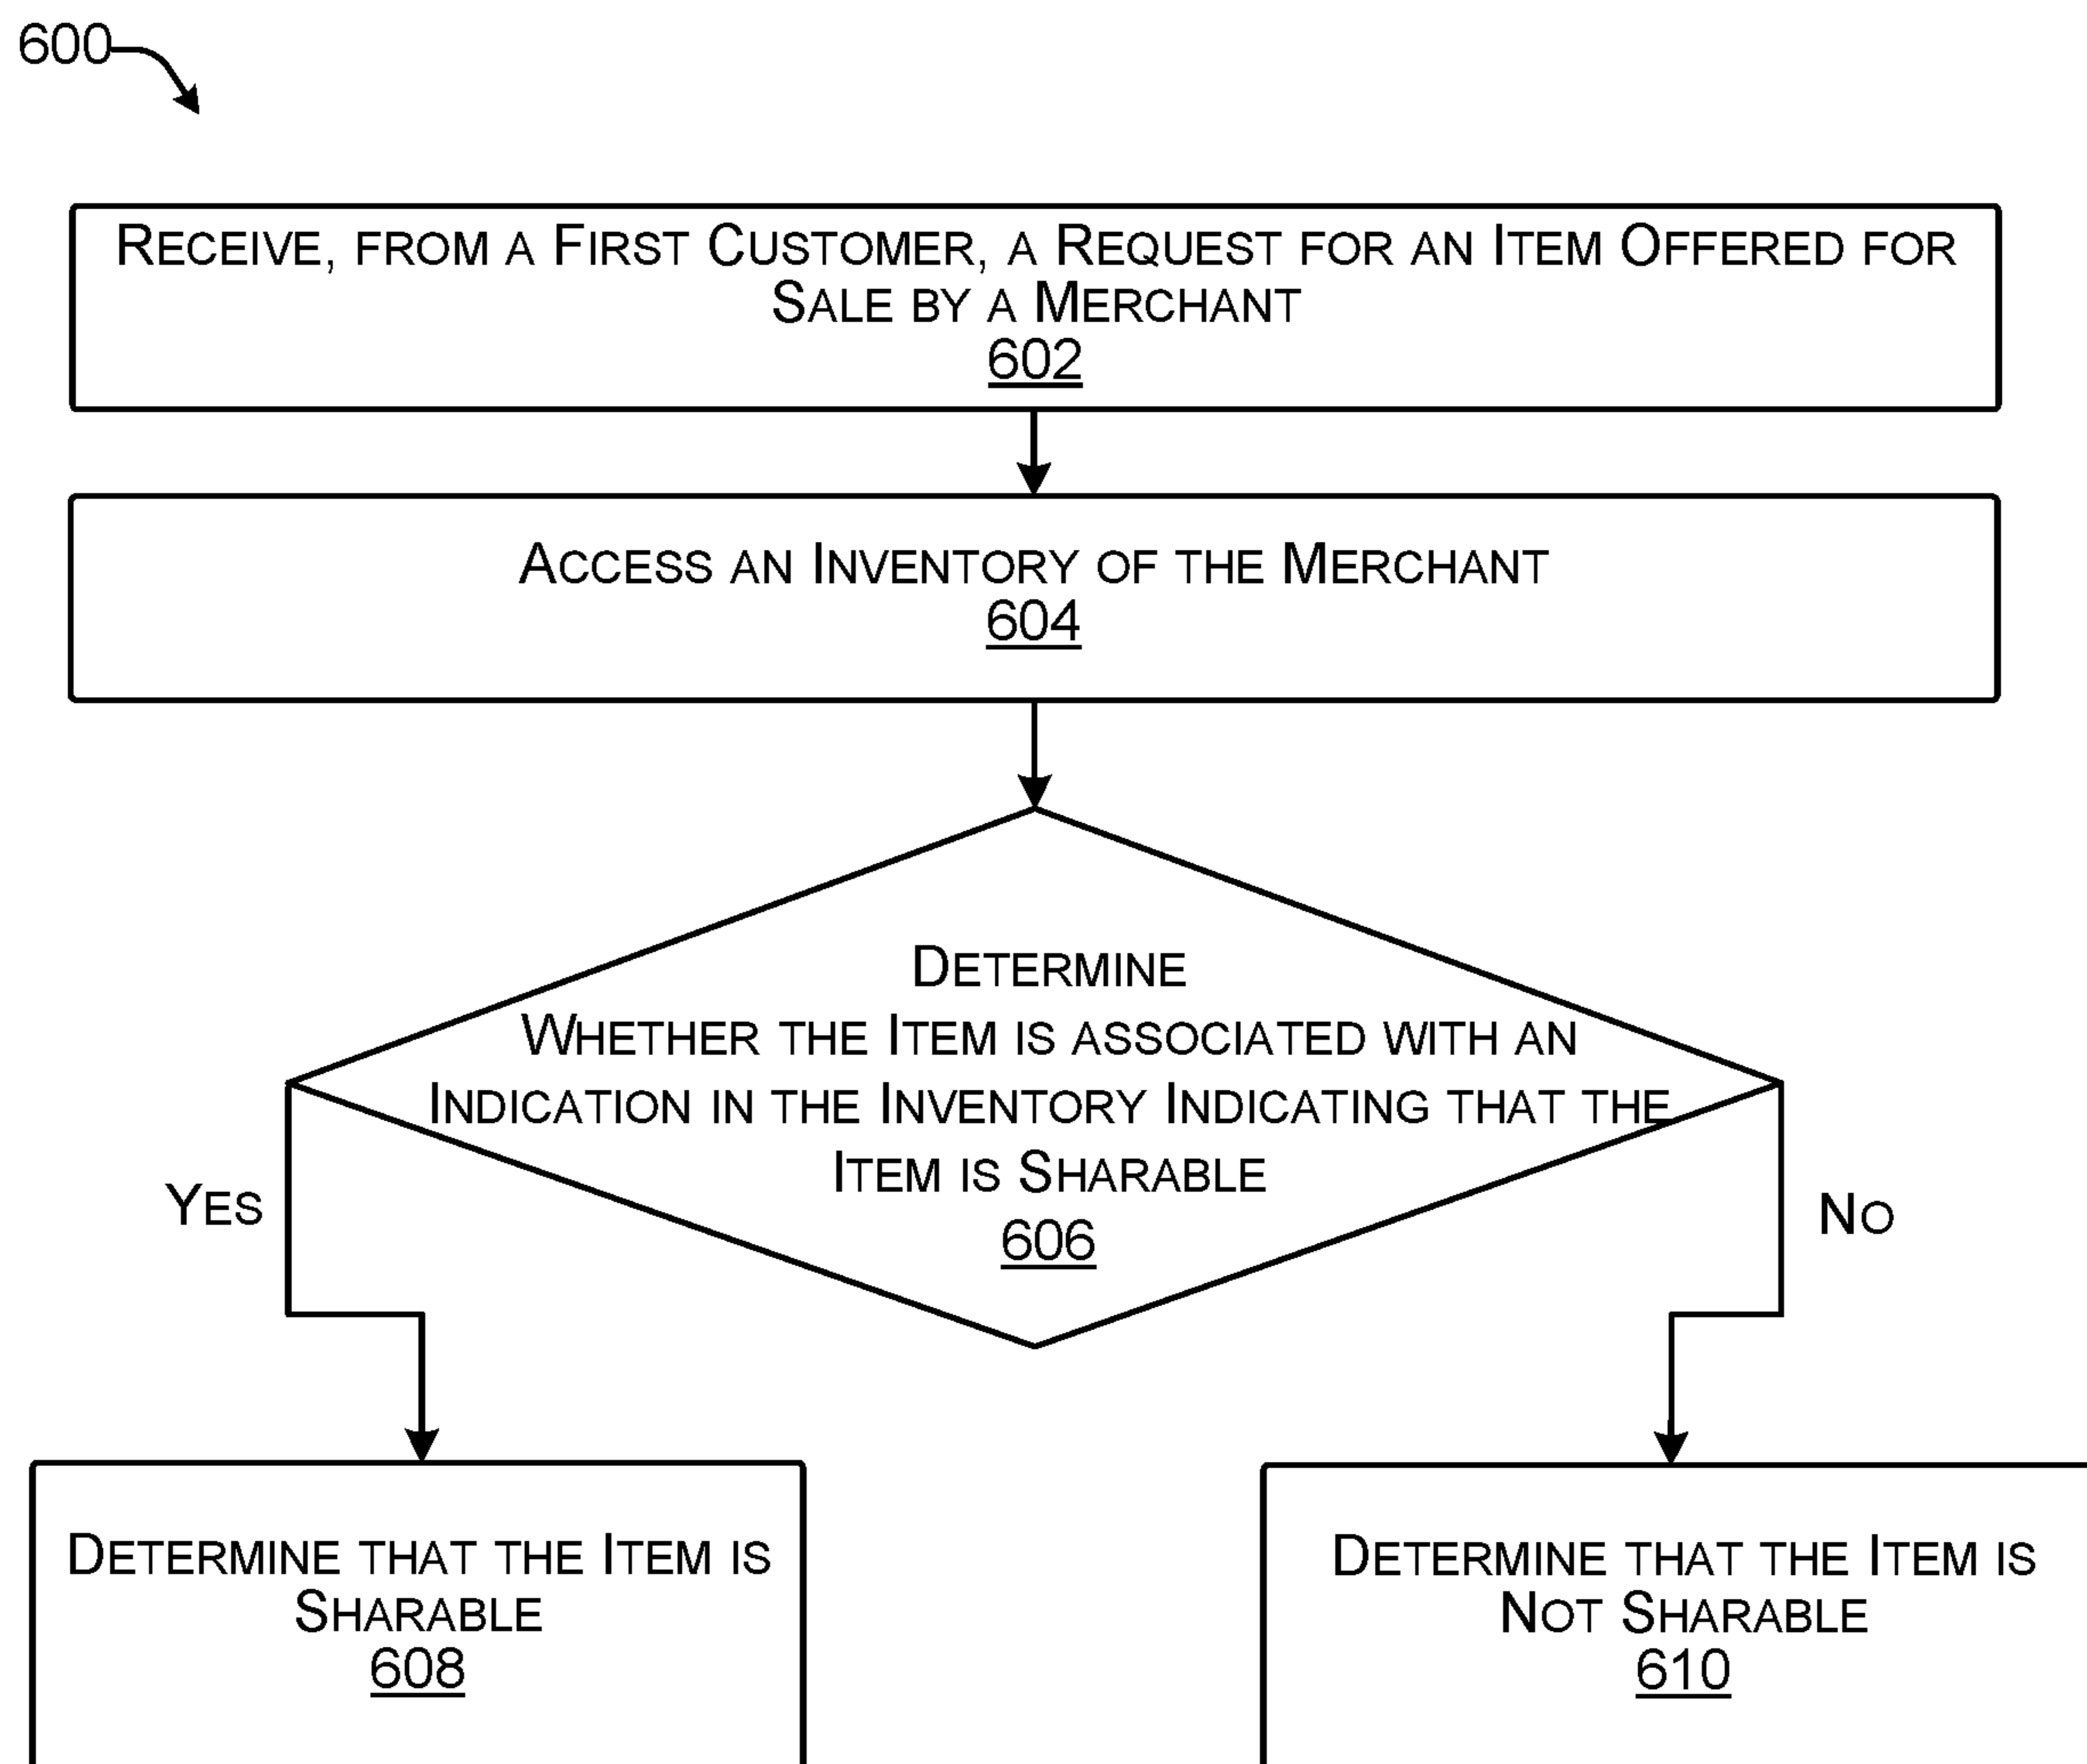 600
Receive, from a First Customer, a Request for an Item Offered for
Sale by a Merchant
602
Access an Inventory of the Merchant
604
Determine
Whether the Item is associated with an
Indication in the Inventory Indicating that the
Item is Sharable
606
Yes
No
Determine that the Item is
Sharable
608
Determine that the Item is
Not Sharable
610